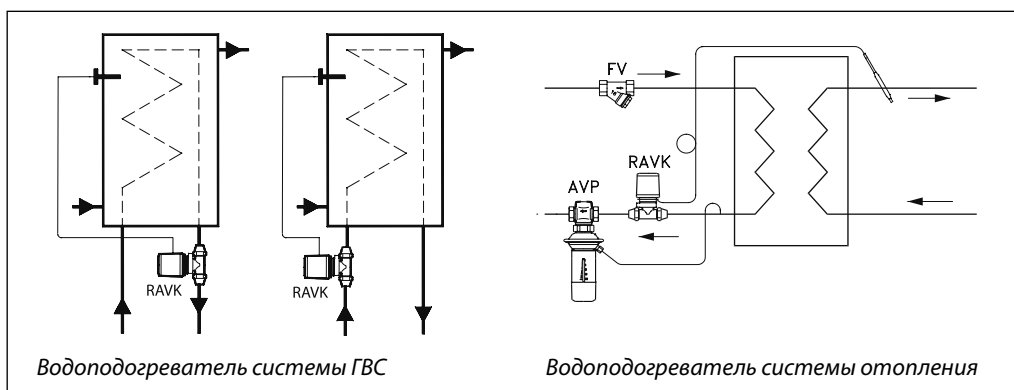 FV
RAVK
AVP
RAVK
RAVK
Водоподогреватель системы ГВС
Водоподогреватель системы отопления